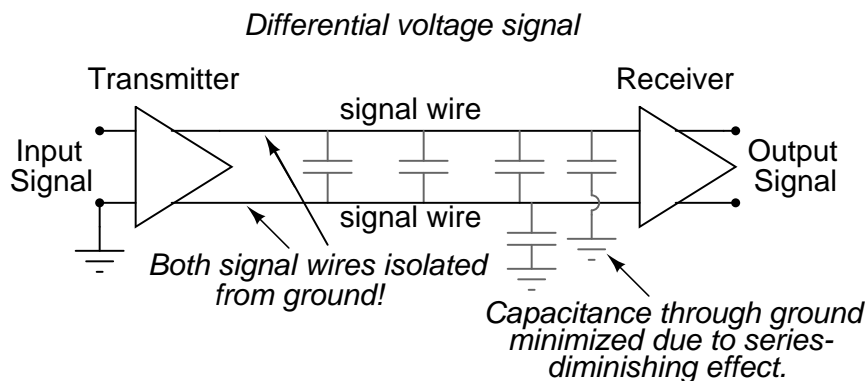 Differential voltage signal
Transmitter
Receiver
signal wire
Input
Signal
Output
Signal
signal wire
Both signal wires isolated
from ground!
Capacitance through ground
minimized due to series-
diminishing effect.